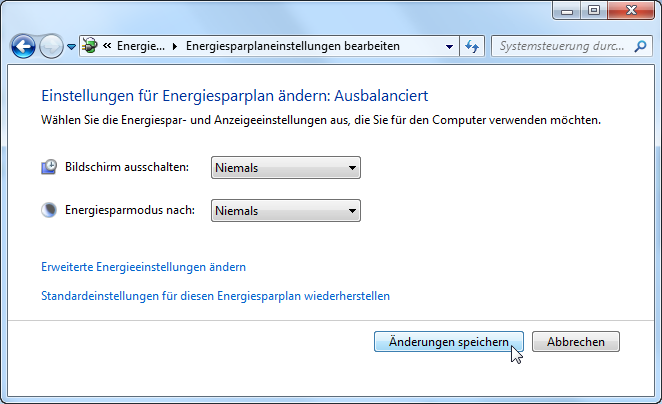 « Energie... ▸ Energiesparplaneinstellungen bearbeiten Systemsteuerung durc...
Einstellungen für Energiesparplan ändern: Ausbalanciert
Wählen Sie die Energiespar- und Anzeigeeinstellungen aus, die Sie für den Computer verwenden möchten.
Bildschirm ausschalten: Niemals
Energiesparmodus nach: Niemals
Erweiterte Energieeinstellungen ändern
Standardeinstellungen für diesen Energiesparplan wiederherstellen
Änderungen speichern Abbrechen